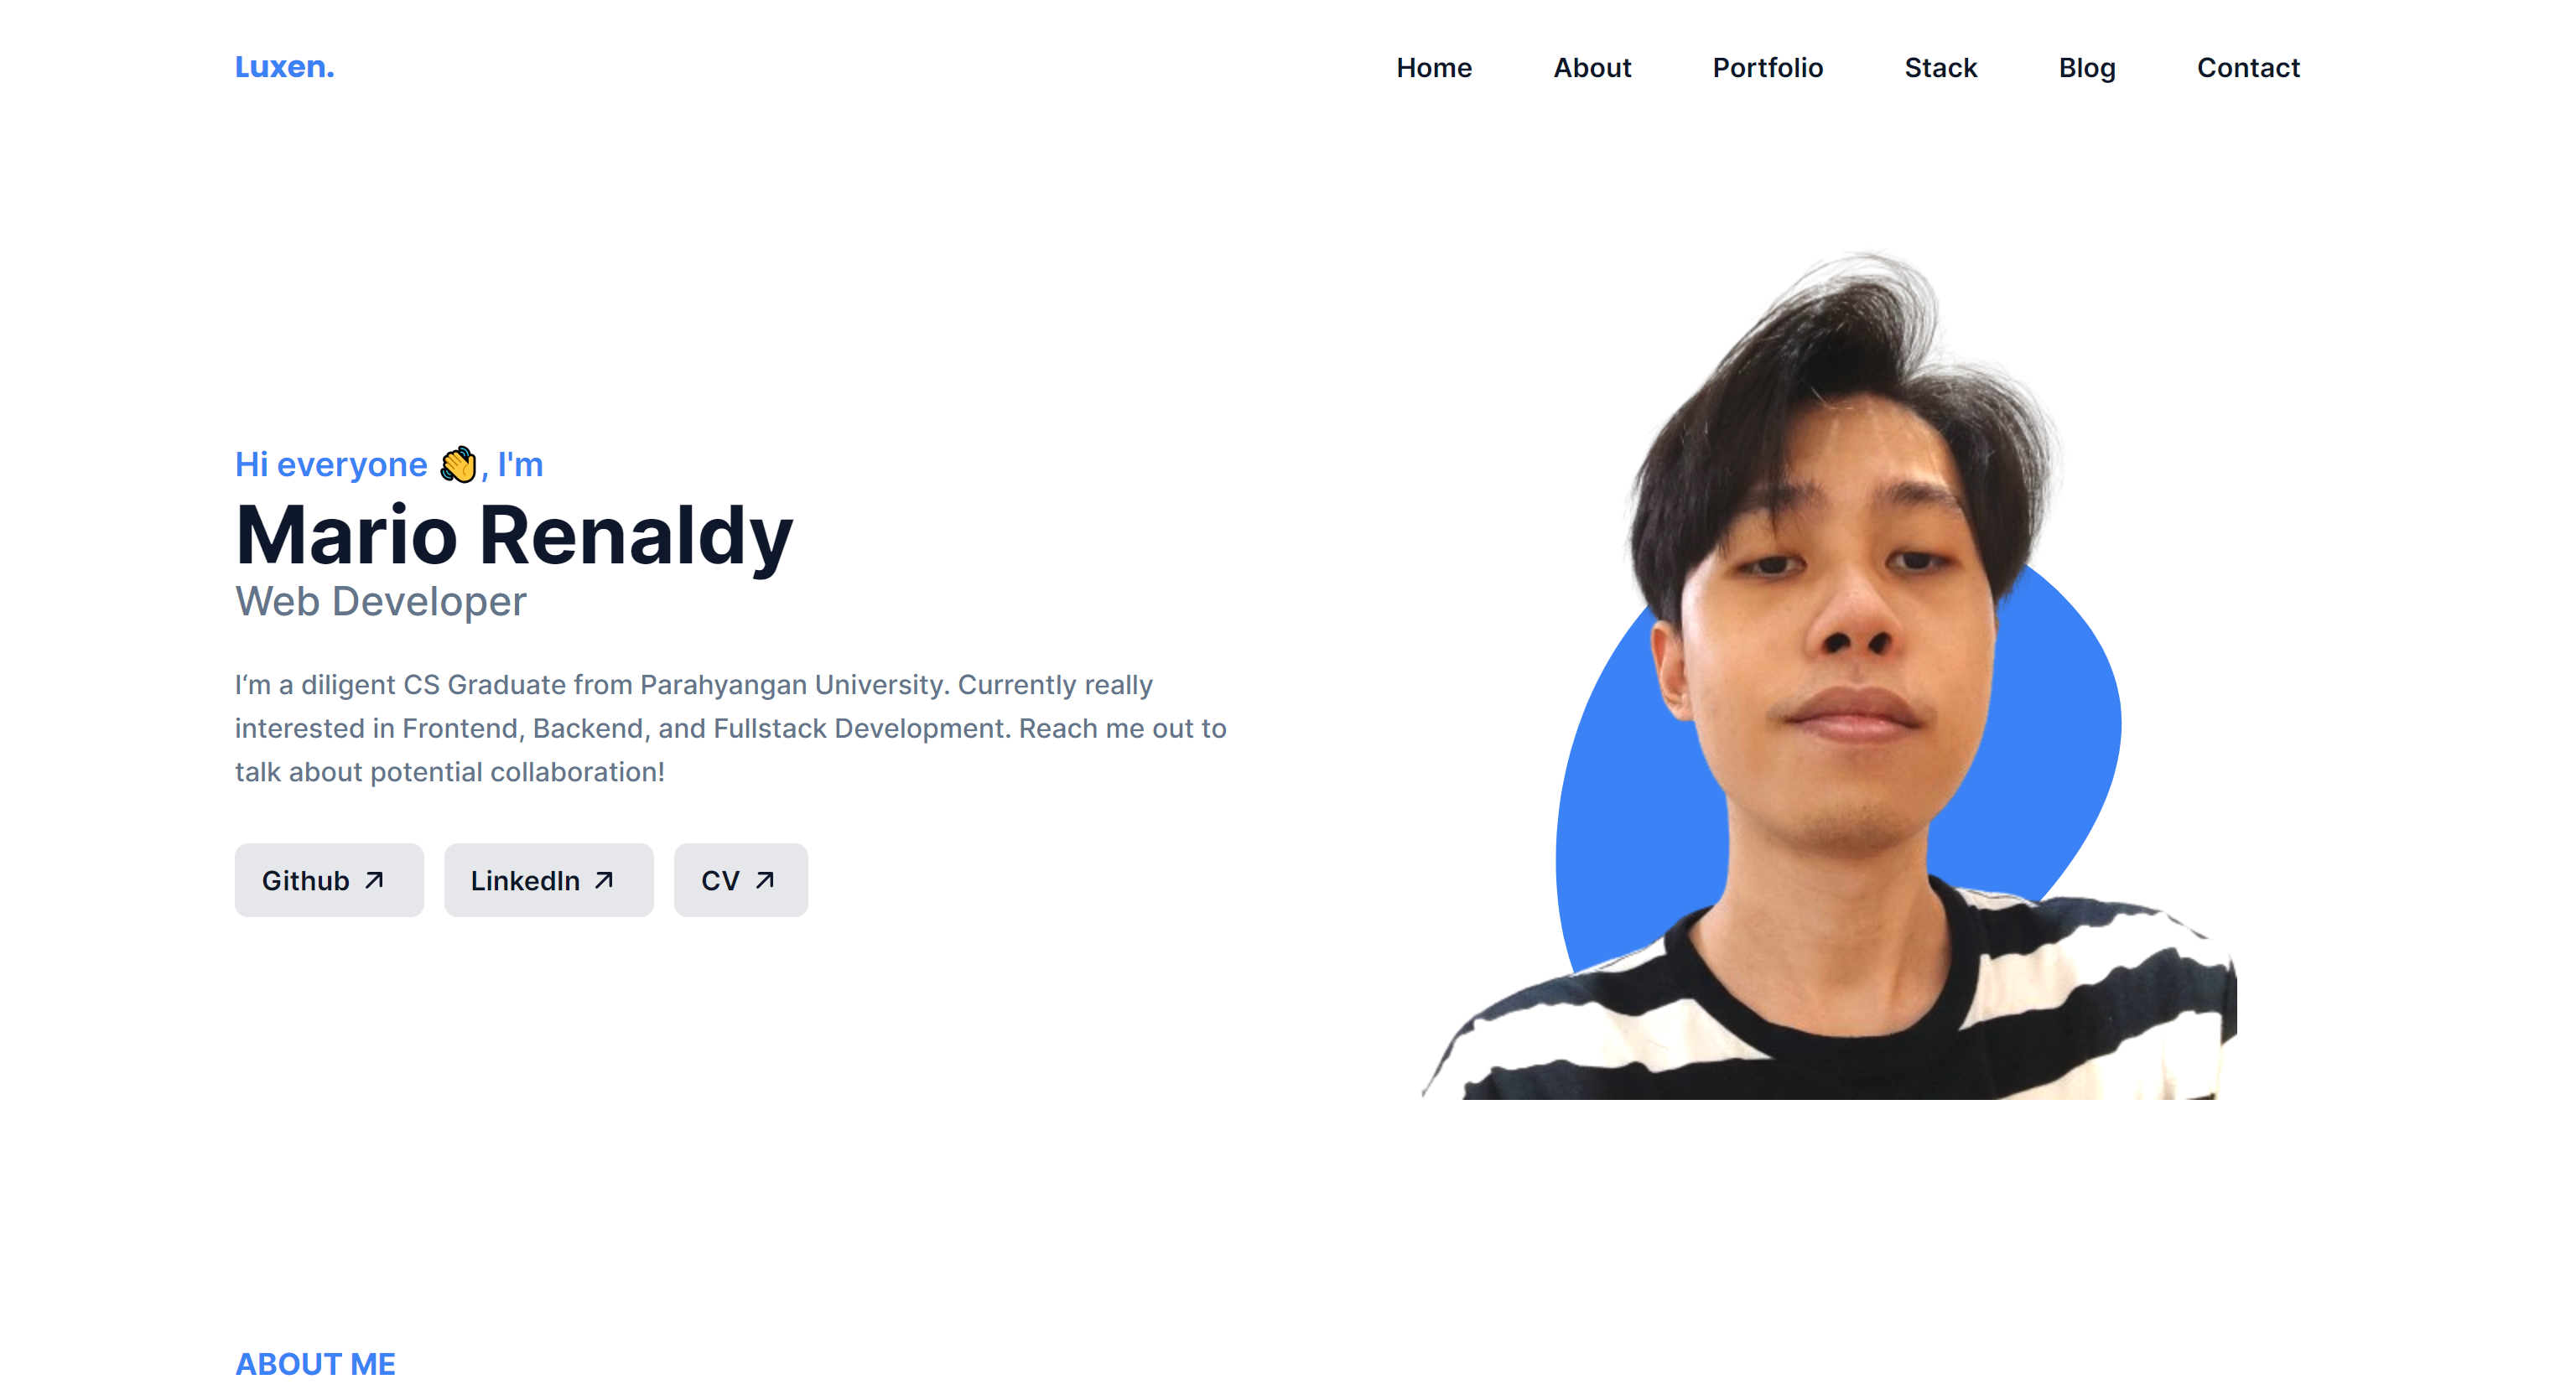 Luxen.
Home About Portfolio Stack Blog Contact
Hi everyone 👋, I'm
Mario Renaldy
Web Developer
I‘m a diligent CS Graduate from Parahyangan University. Currently really
interested in Frontend, Backend, and Fullstack Development. Reach me out to
talk about potential collaboration!
Github LinkedIn CV
ABOUT ME